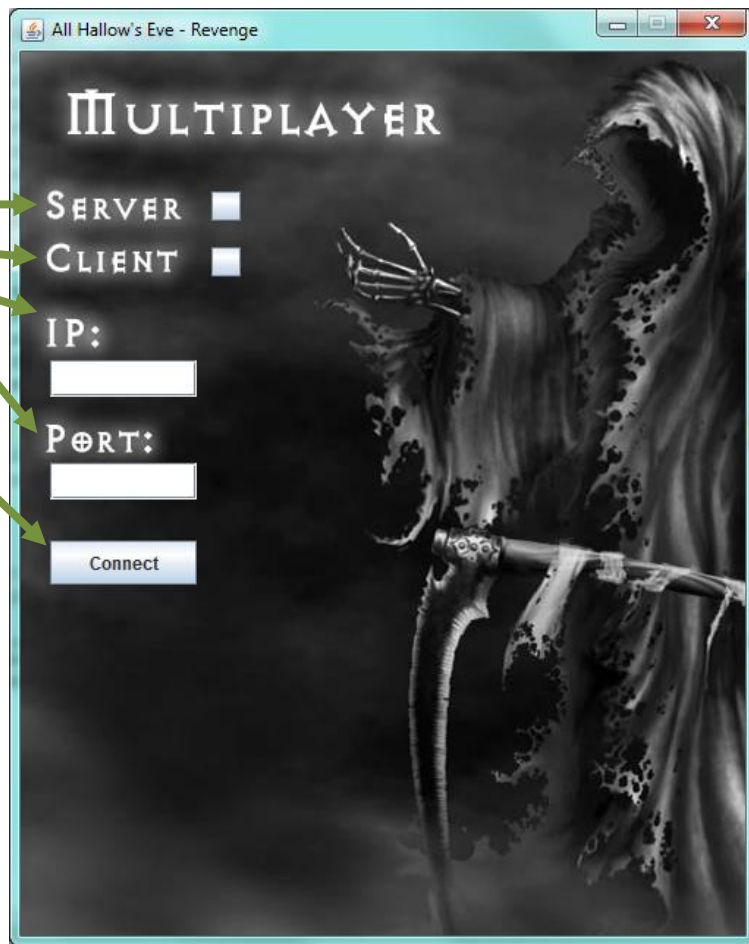 All Hallow's Eve - Revenge
Multiplayer
Server
Client
IP:
Port:
Connect